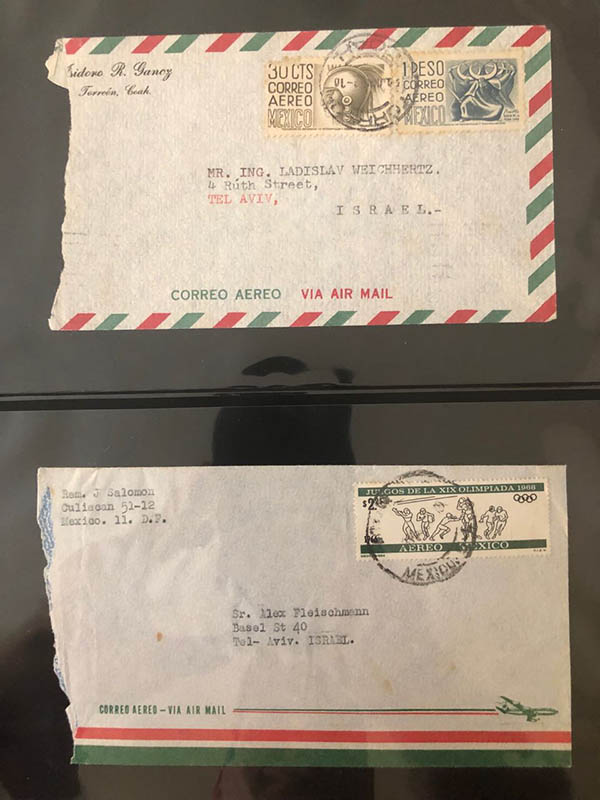 Isidoro R. Gancz
Torreón, Coah.
30 CTS
CORREO
AEREO
MEXICO
1 PESO
CORREO
AEREO
MEXICO
MR. ING. LADISLAV WEICHHERTZ.
4 Rúth Street,
TEL AVIV,
I S R A E L.-
CORREO AEREO VIA AIR MAIL
Rem. J Salomon
Culiacan 51-12
Mexico. 11. D.F.
JUEGOS DE LA XIX OLIMPIADA 1968
AEREO MEXICO
MEXICO
Sr. Alex Fleischmann
Basel St 40
Tel- Aviv. ISRAEL.
CORREO AEREO - VIA AIR MAIL